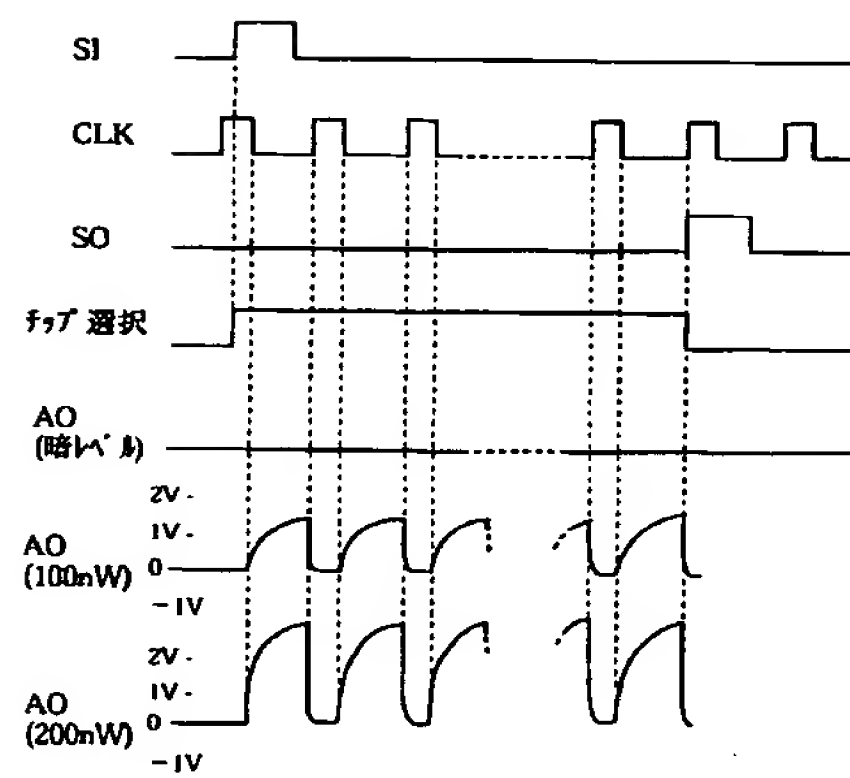 SI
CLK
SO
ﾁｯﾌﾟ 選択
AO
(暗ﾚﾍﾞﾙ)
2V
1V
AO
(100nW)
0
－1V
2V
1V
AO
(200nW)
0
－1V